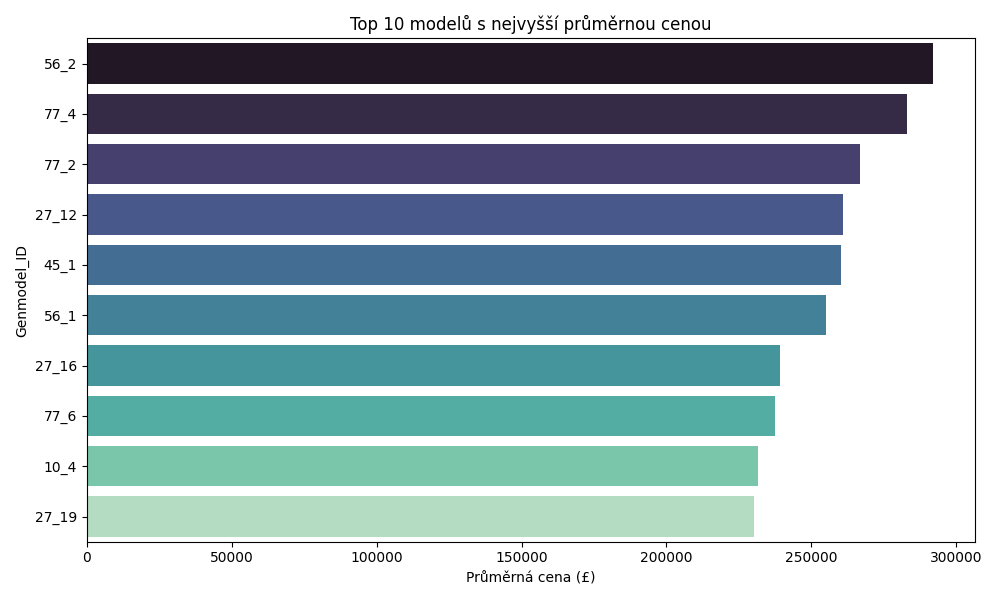 Top 10 modelů s nejvyšší průměrnou cenou
Genmodel_ID
56_2
77_4
77_2
27_12
45_1
56_1
27_16
77_6
10_4
27_19
0 50000 100000 150000 200000 250000 300000
Průměrná cena (£)